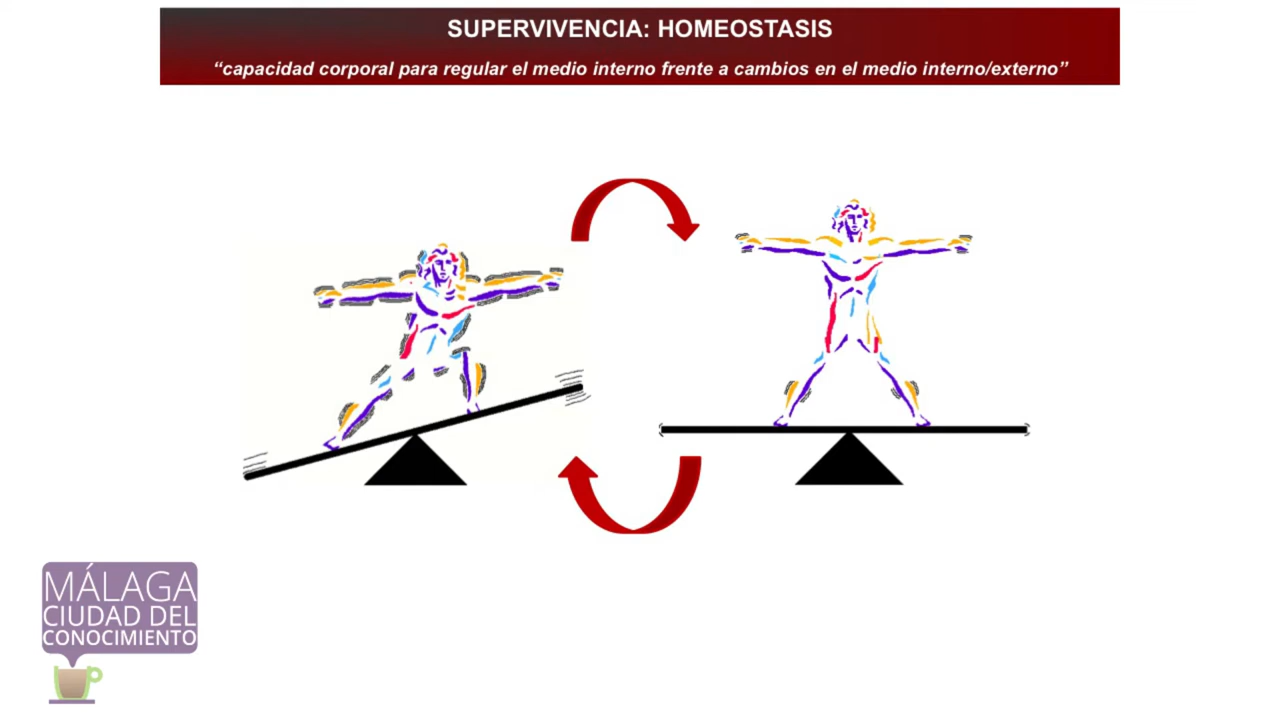 SUPERVIVENCIA: HOMEOSTASIS
“capacidad corporal para regular el medio interno frente a cambios en el medio interno/externo”
MÁLAGA
CIUDAD DEL
CONOCIMIENTO